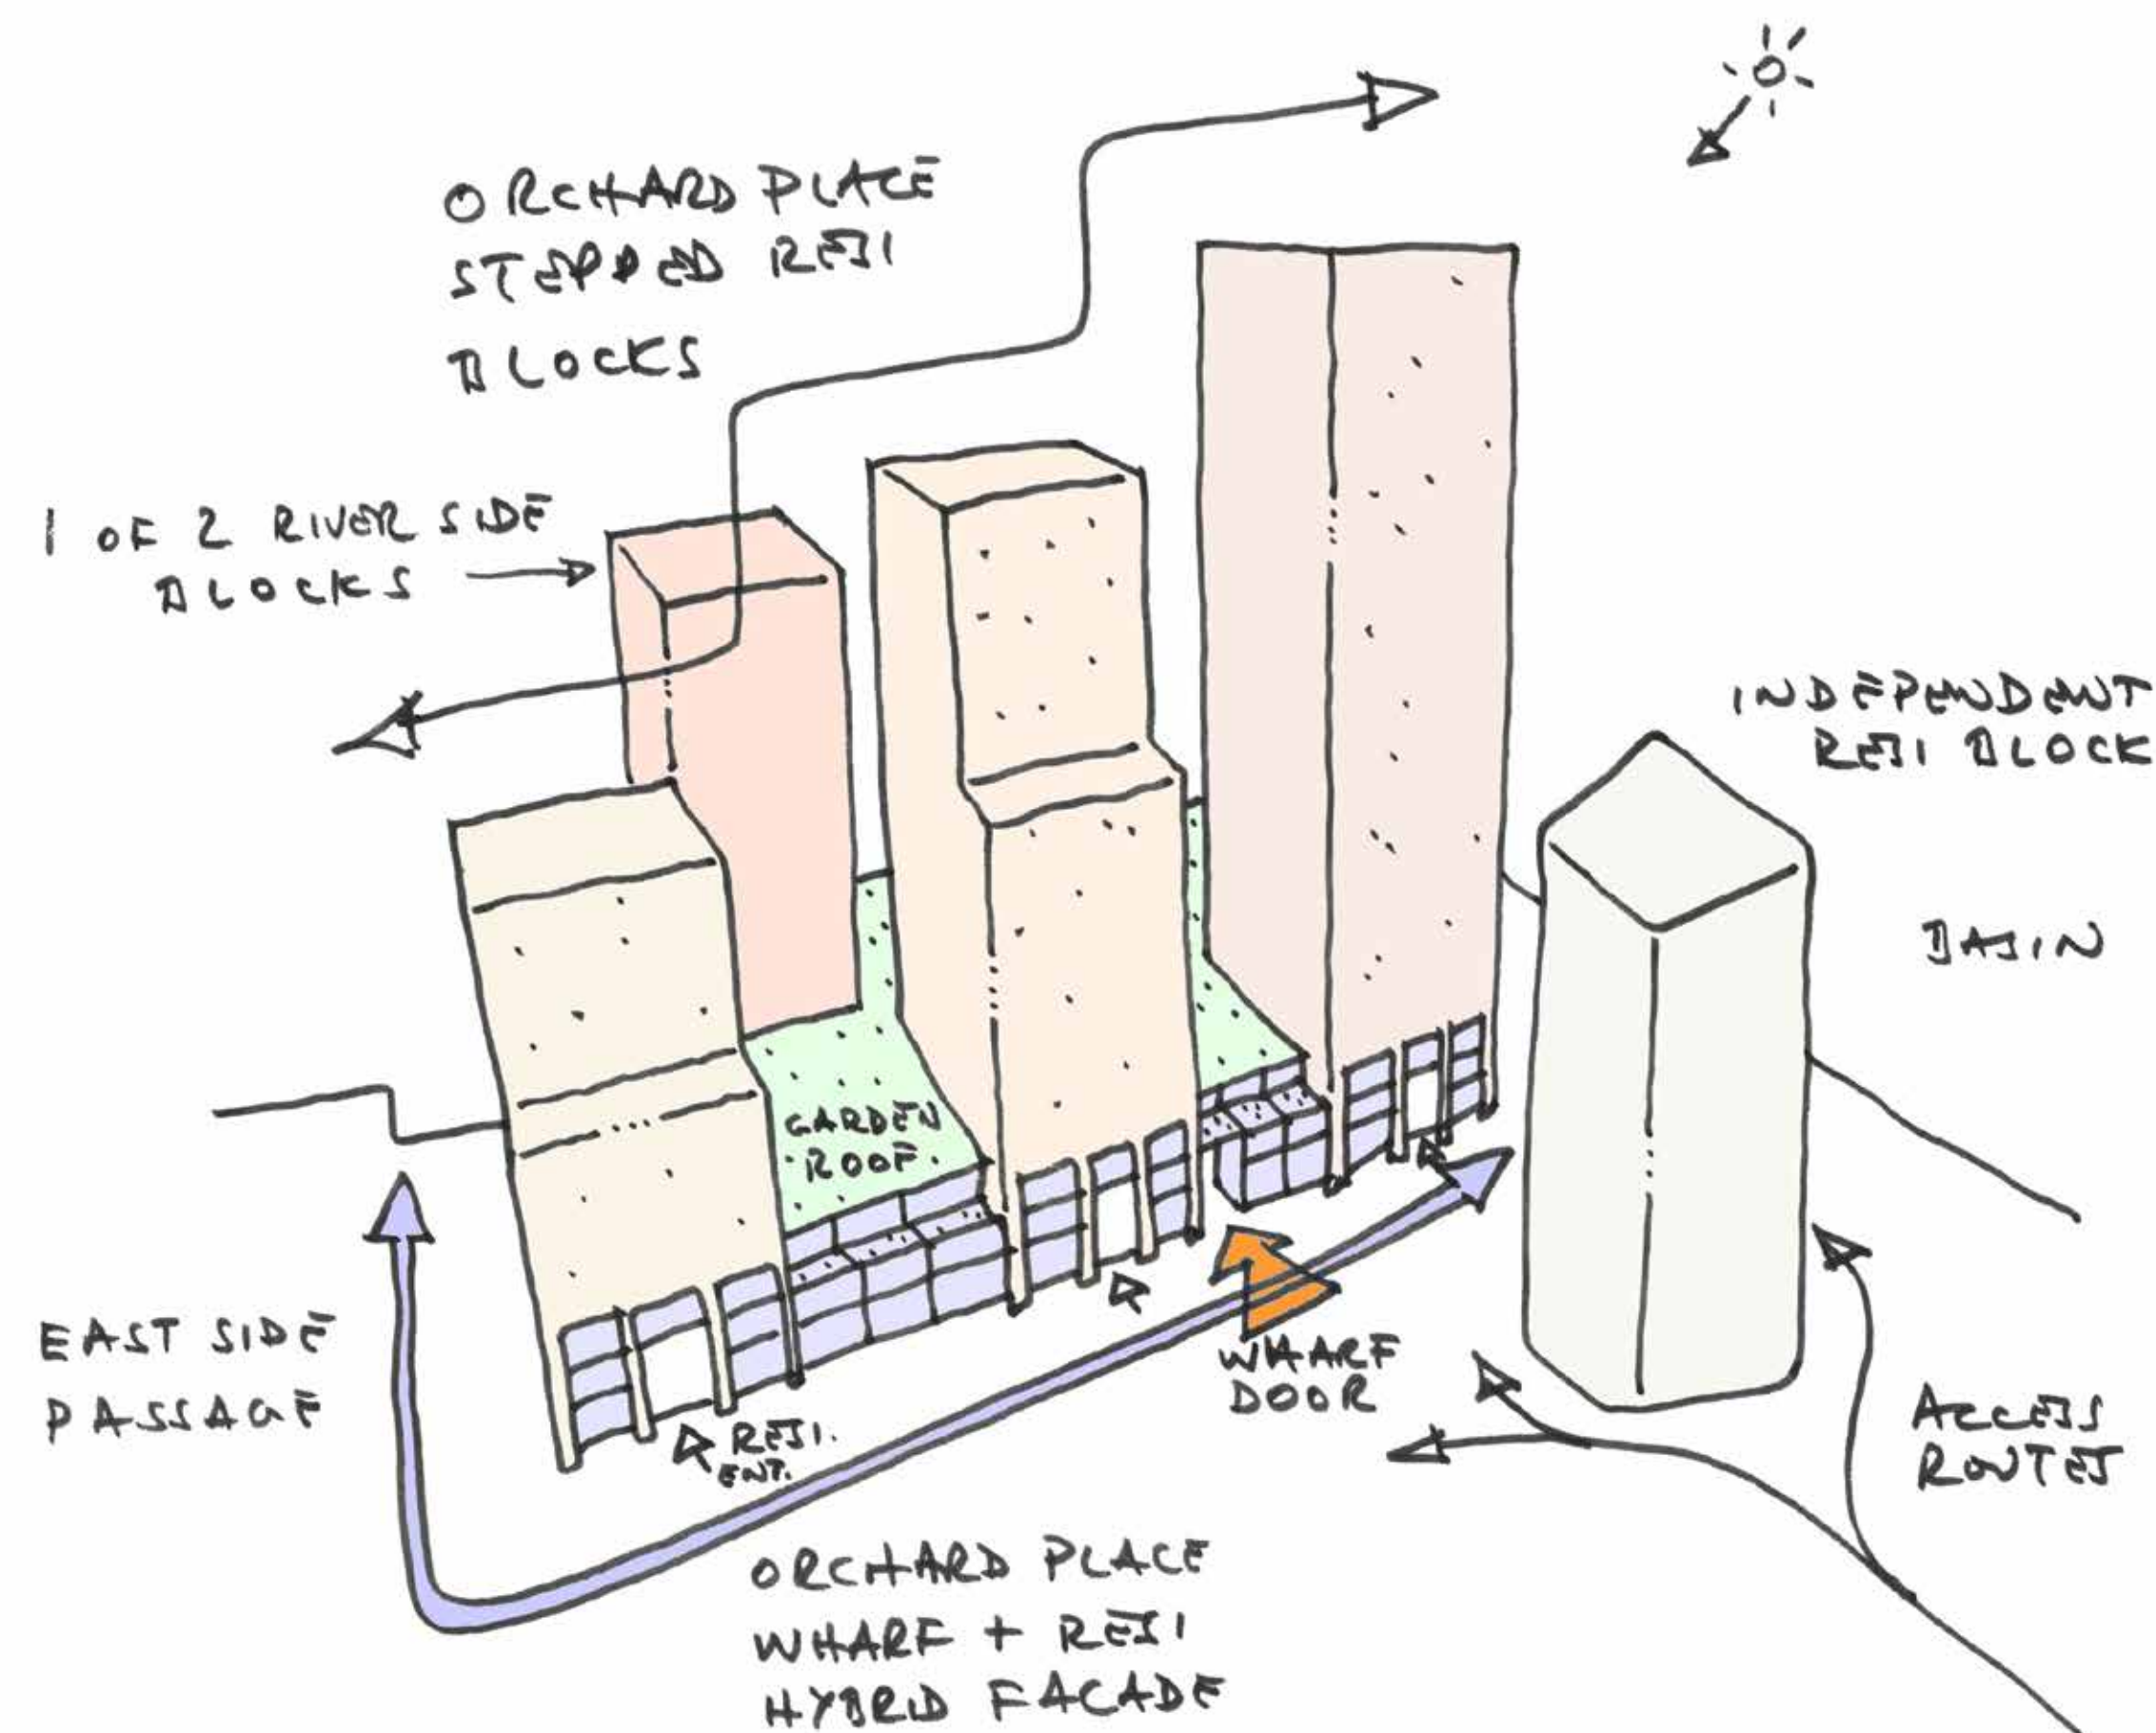 ORCHARD PLACE
STEPPED RESI
BLOCKS
1 OF 2 RIVER SIDE
BLOCKS
INDEPENDENT
RESI BLOCK
BASIN
GARDEN
ROOF.
EAST SIDE
PASSAGE
WHARF
DOOR
RESI.
ENT.
ACCESS
ROUTES
ORCHARD PLACE
WHARF + RESI
HYBRID FACADE